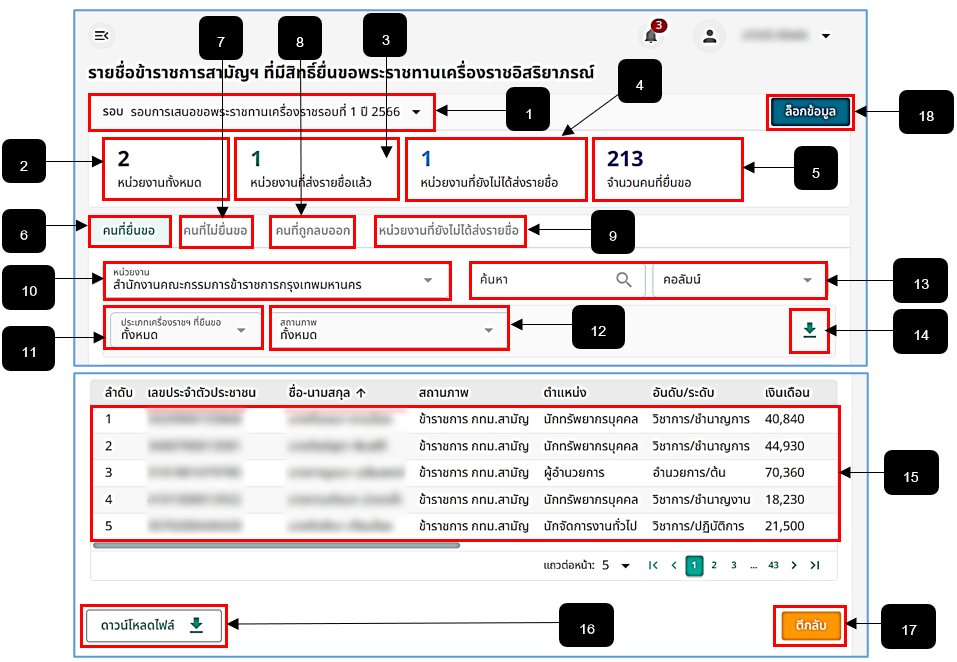 3
7
8
3
4
รายชื่อข้าราชการสามัญฯ ที่มีสิทธิ์ยื่นขอพระราชทานเครื่องราชอิสริยาภรณ์
รอบ รอบการเสนอขอพระราชทานเครื่องราชรอบที่ 1 ปี 2566
1
ล็อกข้อมูล
18
2
2
หน่วยงานทั้งหมด
1
หน่วยงานที่ส่งรายชื่อแล้ว
1
หน่วยงานที่ยังไม่ได้ส่งรายชื่อ
213
จำนวนคนที่ยื่นขอ
5
6
คนที่ยื่นขอ
คนที่ไม่ยื่นขอ
คนที่ถูกลบออก
หน่วยงานที่ยังไม่ได้ส่งรายชื่อ
9
10
หน่วยงาน
สำนักงานคณะกรรมการข้าราชการกรุงเทพมหานคร
ค้นหา
คอลัมน์
13
11
ประเภทเครื่องราชฯ ที่ยื่นขอ
ทั้งหมด
สถานภาพ
ทั้งหมด
12
14
ลำดับ เลขประจำตัวประชาชน ชื่อ-นามสกุล สถานภาพ ตำแหน่ง อันดับ/ระดับ เงินเดือน
1 ข้าราชการ กทม.สามัญ นักทรัพยากรบุคคล วิชาการ/ชำนาญการ 40,840
2 ข้าราชการ กทม.สามัญ นักทรัพยากรบุคคล วิชาการ/ชำนาญการ 44,930
3 ข้าราชการ กทม.สามัญ ผู้อำนวยการ อำนวยการ/ต้น 70,360
4 ข้าราชการ กทม.สามัญ นักทรัพยากรบุคคล วิชาการ/ชำนาญงาน 18,230
5 ข้าราชการ กทม.สามัญ นักจัดการงานทั่วไป วิชาการ/ปฏิบัติการ 21,500
15
แถวต่อหน้า: 5 1 2 3 ... 43
ดาวน์โหลดไฟล์
16
ตีกลับ
17